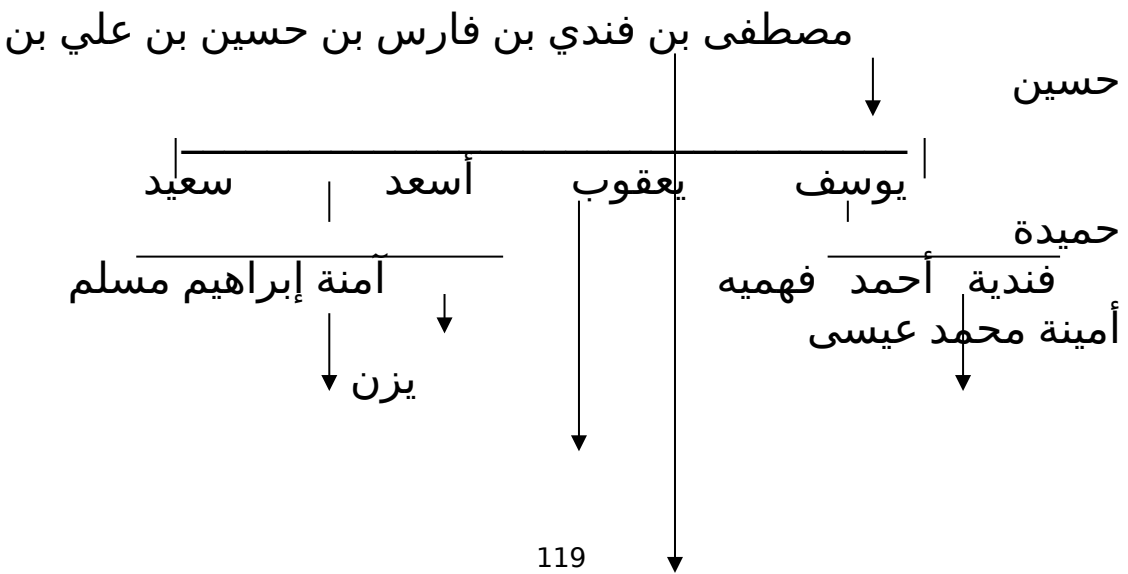 مصطفى بن فندي بن فارس بن حسين بن علي بن
حسين
يوسف يعقوب أسعد سعيد
حميدة
فندية أحمد فهميه آمنة إبراهيم مسلم
أمينة محمد عيسى
يزن
119